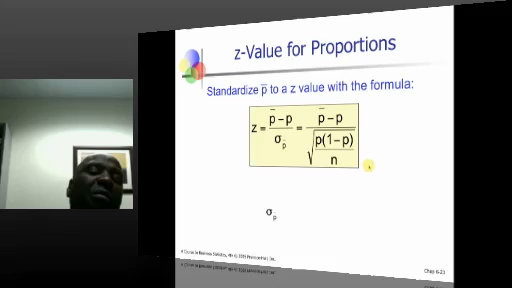 z-Value for Proportions
Standardize p̅ to a z value with the formula:
z = (p̅ − p) / σp̅ = (p̅ − p) / √(p(1 − p) / n)
σp̅
Chap 6-23